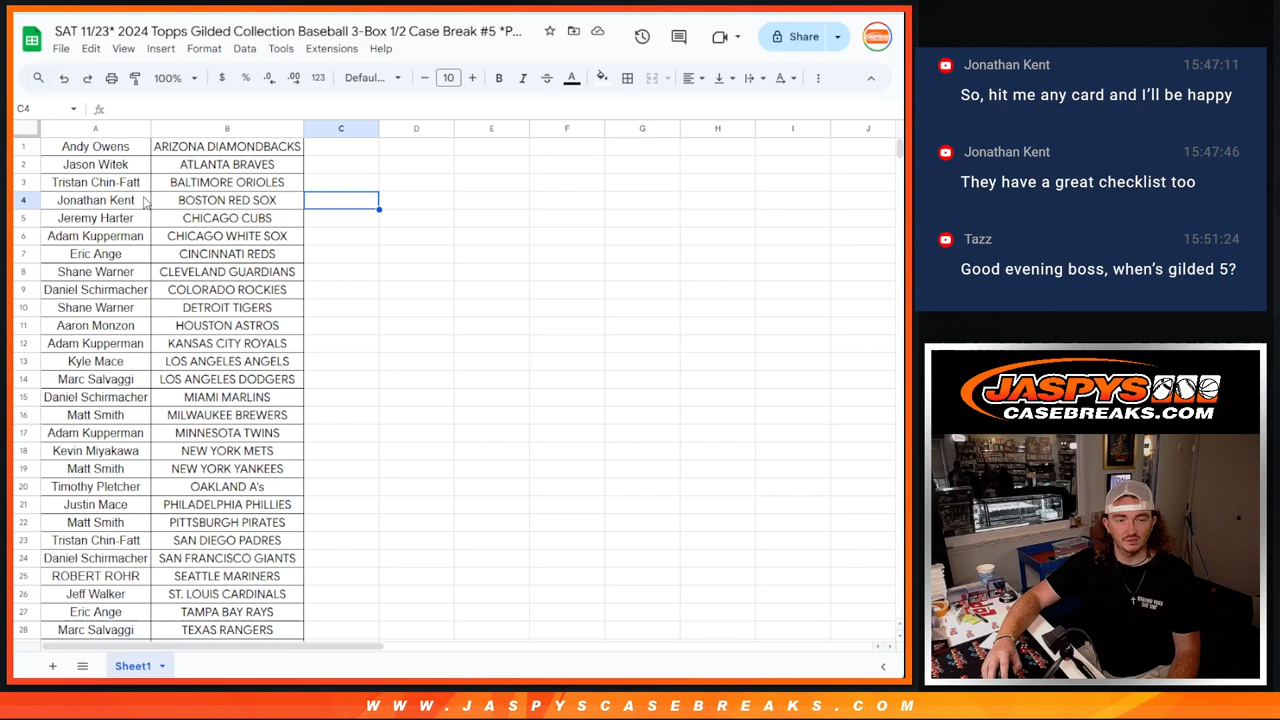 SAT 11/23* 2024 Topps Gilded Collection Baseball 3-Box 1/2 Case Break #5 *P...
File Edit View Insert Format Data Tools Extensions Help
Share
100% $ % .0 .00 123 Defaul... − 10 + B I A
C4 fx
A B C D E F G H I J
1 Andy Owens ARIZONA DIAMONDBACKS
2 Jason Witek ATLANTA BRAVES
3 Tristan Chin-Fatt BALTIMORE ORIOLES
4 Jonathan Kent BOSTON RED SOX
5 Jeremy Harter CHICAGO CUBS
6 Adam Kupperman CHICAGO WHITE SOX
7 Eric Ange CINCINNATI REDS
8 Shane Warner CLEVELAND GUARDIANS
9 Daniel Schirmacher COLORADO ROCKIES
10 Shane Warner DETROIT TIGERS
11 Aaron Monzon HOUSTON ASTROS
12 Adam Kupperman KANSAS CITY ROYALS
13 Kyle Mace LOS ANGELES ANGELS
14 Marc Salvaggi LOS ANGELES DODGERS
15 Daniel Schirmacher MIAMI MARLINS
16 Matt Smith MILWAUKEE BREWERS
17 Adam Kupperman MINNESOTA TWINS
18 Kevin Miyakawa NEW YORK METS
19 Matt Smith NEW YORK YANKEES
20 Timothy Pletcher OAKLAND A's
21 Justin Mace PHILADELPHIA PHILLIES
22 Matt Smith PITTSBURGH PIRATES
23 Tristan Chin-Fatt SAN DIEGO PADRES
24 Daniel Schirmacher SAN FRANCISCO GIANTS
25 ROBERT ROHR SEATTLE MARINERS
26 Jeff Walker ST. LOUIS CARDINALS
27 Eric Ange TAMPA BAY RAYS
28 Marc Salvaggi TEXAS RANGERS
Sheet1
Jonathan Kent 15:47:11
So, hit me any card and I'll be happy
Jonathan Kent 15:47:46
They have a great checklist too
Tazz 15:51:24
Good evening boss, when's gilded 5?
JASPYS
CASEBREAKS.COM
WWW.JASPYSCASEBREAKS.COM